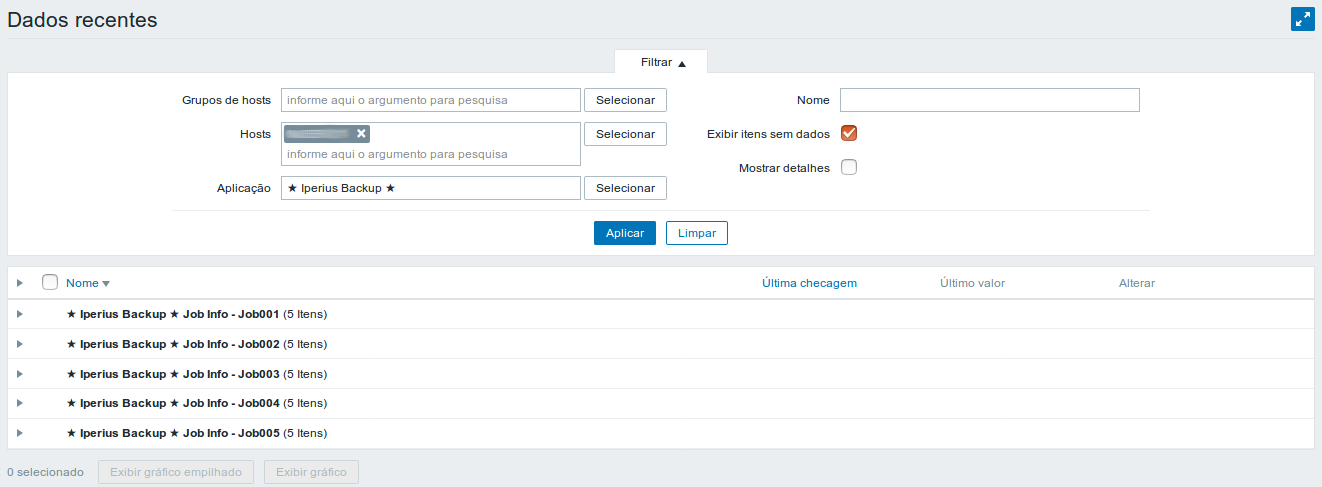 Dados recentes
Filtrar ▲
Grupos de hosts informe aqui o argumento para pesquisa Selecionar Nome
Hosts Selecionar Exibir itens sem dados
informe aqui o argumento para pesquisa
Mostrar detalhes
Aplicação ★ Iperius Backup ★ Selecionar
Aplicar Limpar
Nome ▼ Última checagem Último valor Alterar
★ Iperius Backup ★ Job Info - Job001 (5 Itens)
★ Iperius Backup ★ Job Info - Job002 (5 Itens)
★ Iperius Backup ★ Job Info - Job003 (5 Itens)
★ Iperius Backup ★ Job Info - Job004 (5 Itens)
★ Iperius Backup ★ Job Info - Job005 (5 Itens)
0 selecionado Exibir gráfico empilhado Exibir gráfico